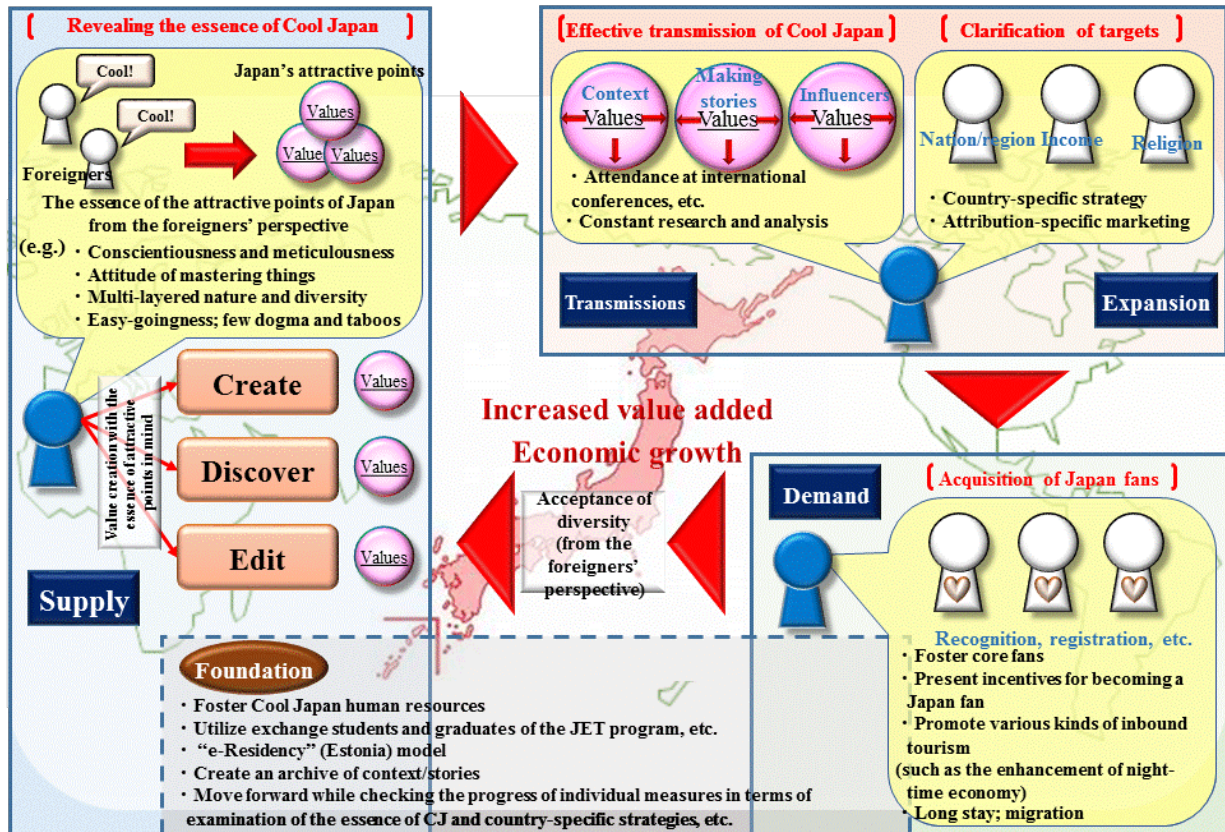 [ Revealing the essence of Cool Japan ]
Cool!
Cool!
Foreigners
Japan's attractive points
Values
Values
Values
The essence of the attractive points of Japan
from the foreigners' perspective
(e.g.)
・Conscientiousness and meticulousness
・Attitude of mastering things
・Multi-layered nature and diversity
・Easy-goingness; few dogma and taboos
Value creation with the
essence of attractive
points in mind
Create
Values
Discover
Values
Edit
Values
Supply
[ Effective transmission of Cool Japan ]
Context
Values
Making
stories
Values
Influencers
Values
・Attendance at international
conferences, etc.
・Constant research and analysis
Transmissions
[ Clarification of targets ]
Nation/region
Income
Religion
・Country-specific strategy
・Attribution-specific marketing
Expansion
Increased value added
Economic growth
Acceptance of
diversity
(from the
foreigners'
perspective)
Demand
[ Acquisition of Japan fans ]
Recognition, registration, etc.
・Foster core fans
・Present incentives for becoming a
Japan fan
・Promote various kinds of inbound
tourism
(such as the enhancement of night-
time economy)
・Long stay; migration
Foundation
・Foster Cool Japan human resources
・Utilize exchange students and graduates of the JET program, etc.
・“e-Residency” (Estonia) model
・Create an archive of context/stories
・Move forward while checking the progress of individual measures in terms of
examination of the essence of CJ and country-specific strategies, etc.